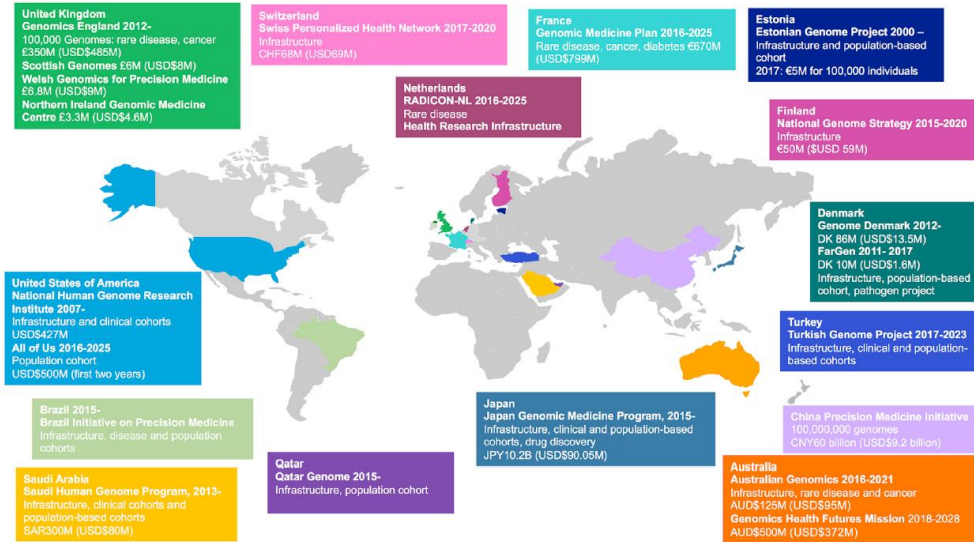 United Kingdom
Genomics England 2012-
100,000 Genomes: rare disease, cancer
£350M (USD$485M)
Scottish Genomes £6M (USD$8M)
Welsh Genomics for Precision Medicine
£6.8M (USD$9M)
Northern Ireland Genomic Medicine
Centre £3.3M (USD$4.6M)
Switzerland
Swiss Personalized Health Network 2017-2020
Infrastructure
CHF68M (USD69M)
France
Genomic Medicine Plan 2016-2025
Rare disease, cancer, diabetes €670M
(USD$799M)
Estonia
Estonian Genome Project 2000 –
Infrastructure and population-based
cohort
2017: €5M for 100,000 individuals
Netherlands
RADICON-NL 2016-2025
Rare disease
Health Research Infrastructure
Finland
National Genome Strategy 2015-2020
Infrastructure
€50M ($USD 59M)
Denmark
Genome Denmark 2012-
DK 86M (USD$13.5M)
FarGen 2011- 2017
DK 10M (USD$1.6M)
Infrastructure, population-based
cohort, pathogen project
United States of America
National Human Genome Research
Institute 2007-
Infrastructure and clinical cohorts
USD$427M
All of Us 2016-2025
Population cohort
USD$500M (first two years)
Turkey
Turkish Genome Project 2017-2023
Infrastructure, clinical and population-
based cohorts
Brazil 2015-
Brazil Initiative on Precision Medicine
Infrastructure, disease and population
cohorts
Japan
Japan Genomic Medicine Program, 2015-
Infrastructure, clinical and population-based
cohorts, drug discovery
JPY10.2B (USD$90.05M)
China Precision Medicine Initiative
100,000,000 genomes
CNY60 billion (USD$9.2 billion)
Saudi Arabia
Saudi Human Genome Program, 2013-
Infrastructure, clinical cohorts and
population-based cohorts
SAR300M (USD$80M)
Qatar
Qatar Genome 2015-
Infrastructure, population cohort
Australia
Australian Genomics 2016-2021
Infrastructure, rare disease and cancer
AUD$125M (USD$95M)
Genomics Health Futures Mission 2018-2028
AUD$500M (USD$372M)